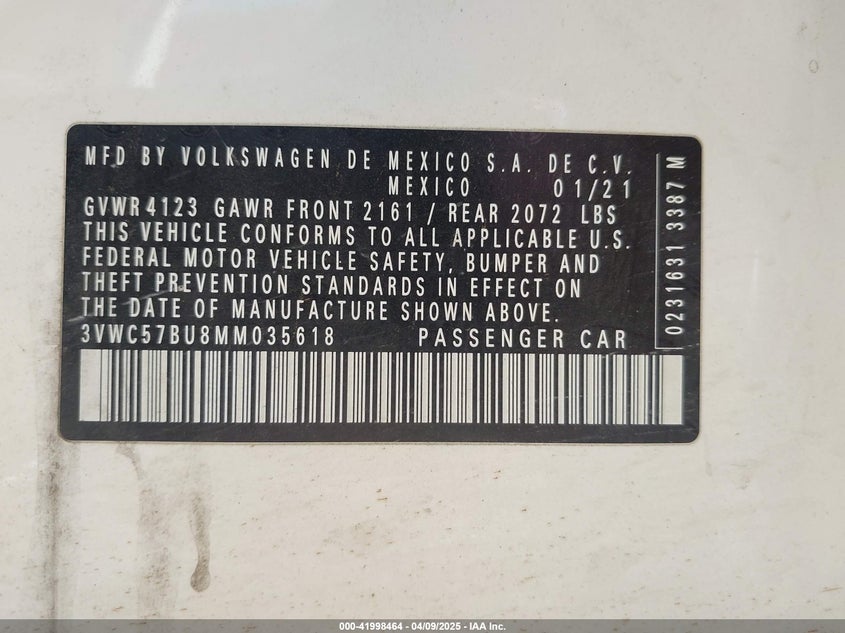 MFD BY VOLKSWAGEN DE MEXICO S.A. DE C.V.
MEXICO 01/21
GVWR 4123 GAWR FRONT 2161 / REAR 2072 LBS
THIS VEHICLE CONFORMS TO ALL APPLICABLE U.S.
FEDERAL MOTOR VEHICLE SAFETY, BUMPER AND
THEFT PREVENTION STANDARDS IN EFFECT ON
THE DATE OF MANUFACTURE SHOWN ABOVE.
3VWC57BU8MM035618 PASSENGER CAR
0231631 3387 M
000-41998464 | 04/09/2025 - IAA Inc.